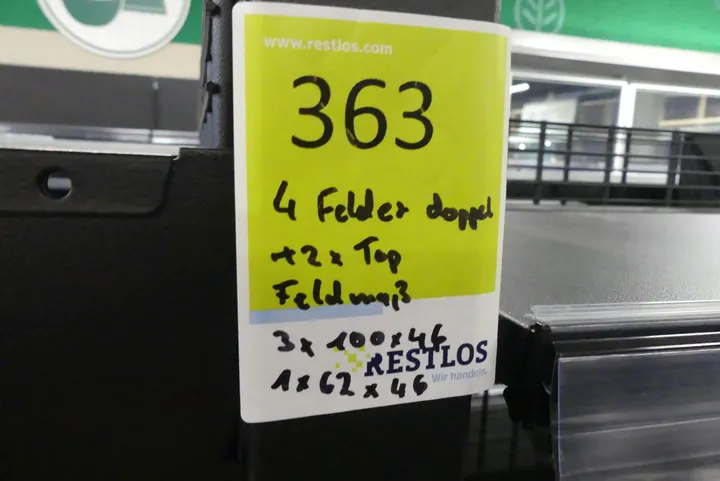 www.restlos.com
363
4 Felder doppel
+2 x Top
Feldmaß
3 x 100 x 46
RESTLOS
Wir handeln.
1 x 62 x 46